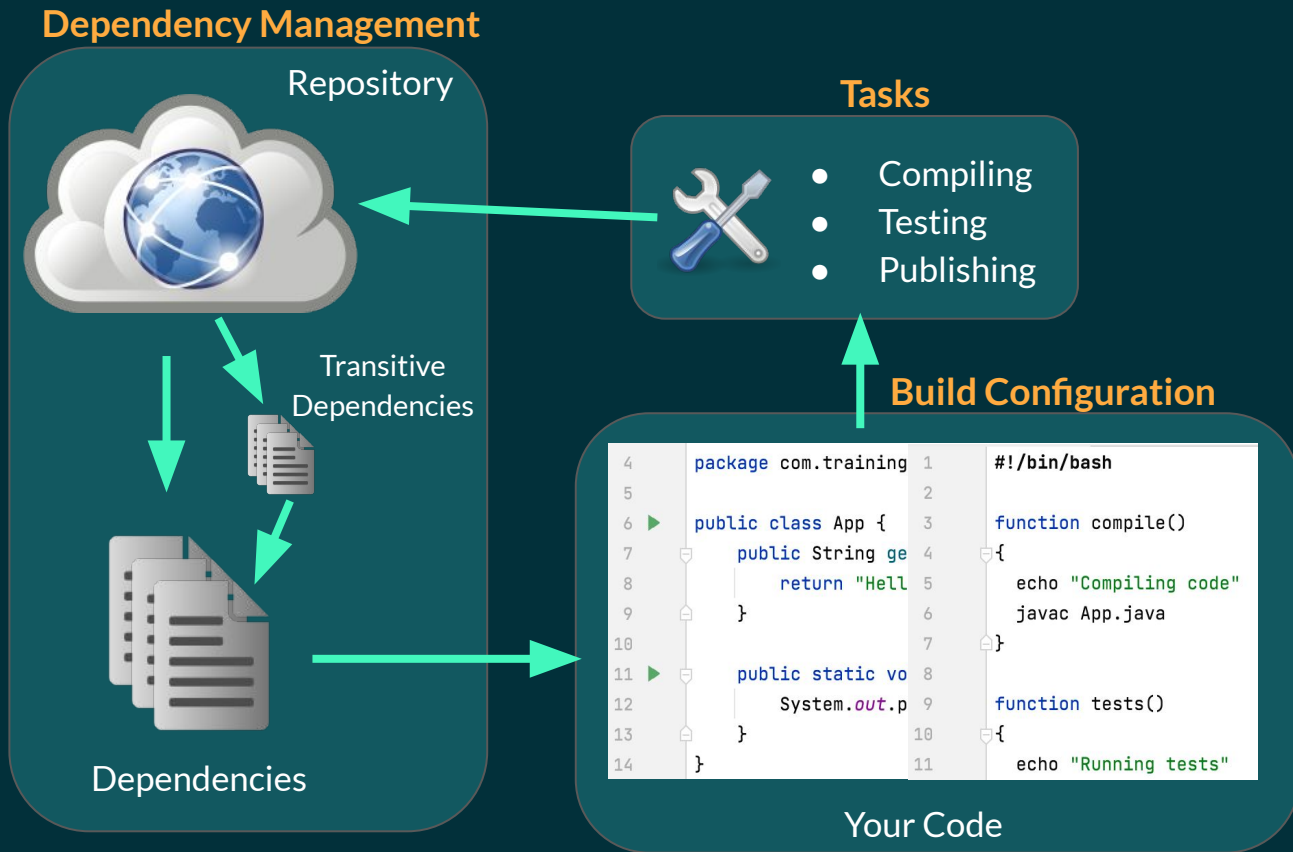 Dependency Management
Repository
Transitive
Dependencies
Dependencies
Tasks
● Compiling
● Testing
● Publishing
Build Configuration
4 package com.training
5
6 public class App {
7 public String ge
8 return "Hell
9 }
10
11 public static vo
12 System.out.p
13 }
14 }
1 #!/bin/bash
2
3 function compile()
4 {
5 echo "Compiling code"
6 javac App.java
7 }
8
9 function tests()
10 {
11 echo "Running tests"
Your Code